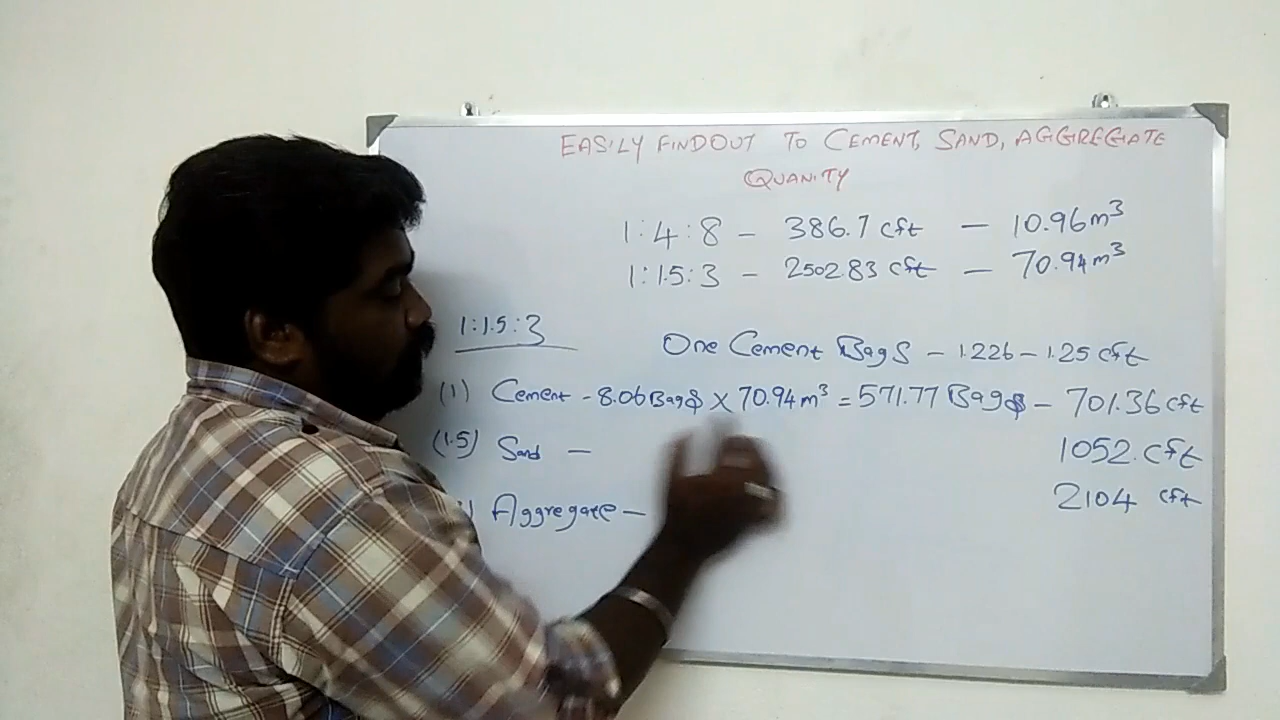 EASILY FINDOUT TO CEMENT, SAND, AGGREGATE
QUANITY
1:4:8 - 386.7 cft - 10.96m³
1:1.5:3 - 2502.83 cft - 70.94m³
1:1.5:3
One Cement Bags - 1.226 - 1.25 cft
(1) Cement - 8.06 Bags X 70.94m³ = 571.77 Bags - 701.36 cft
(1.5) Sand - 1052. cft
) Aggregate - 2104 cft